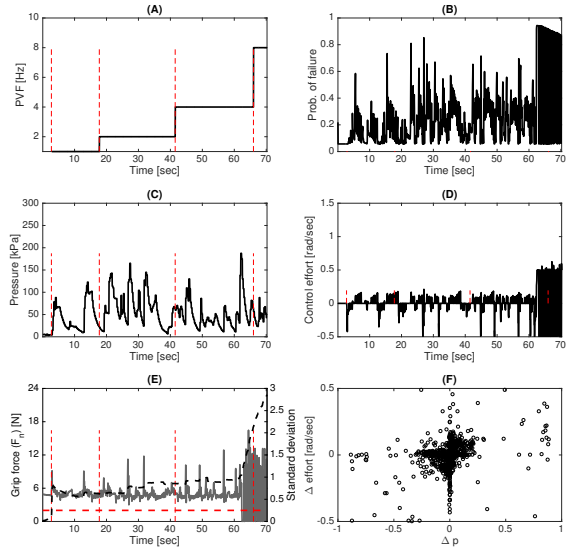 (A)
PVF [Hz]
10
8
6
4
2
10 20 30 40 50 60 70
Time [sec]
(B)
Prob. of failure
1
0.8
0.6
0.4
0.2
0
10 20 30 40 50 60 70
Time [sec]
(C)
Pressure [kPa]
300
250
200
150
100
50
0
10 20 30 40 50 60 70
Time [sec]
(D)
Control effort [rad/sec]
1.5
1
0.5
0
-0.5
10 20 30 40 50 60 70
Time [sec]
(E)
Grip force (Fn) [N]
24
18
12
6
0
3
2.5
2
1.5
1
0.5
0
Standard deviation
10 20 30 40 50 60 70
Time [sec]
(F)
Δ effort [rad/sec]
0.5
0
-0.5
-1 -0.5 0 0.5 1
Δ p